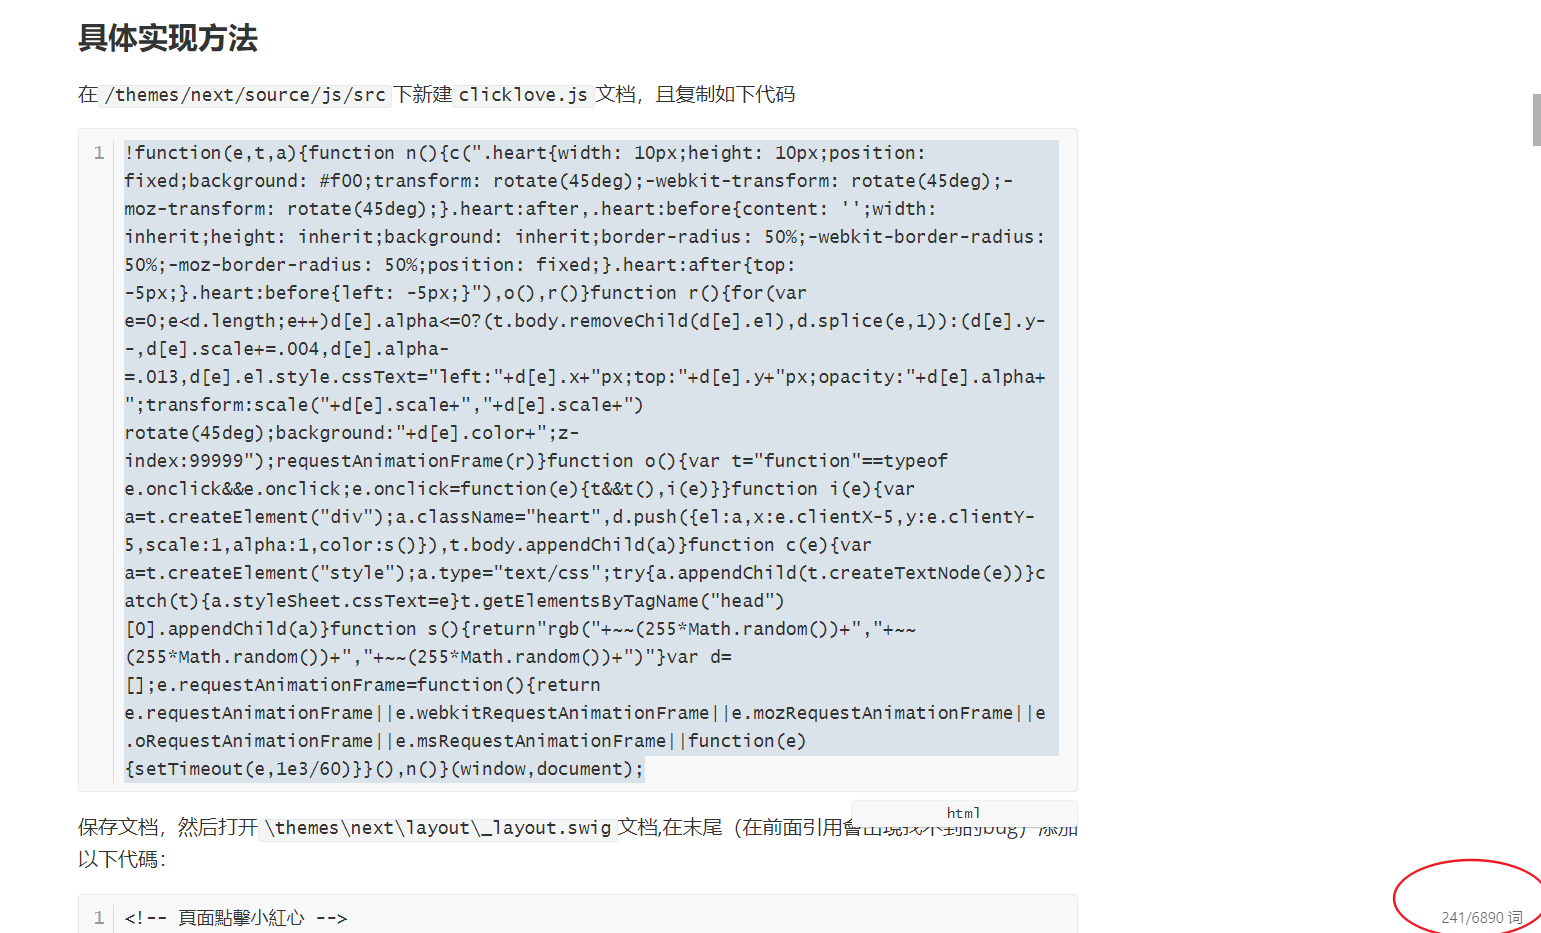 具体实现方法
在 /themes/next/source/js/src 下新建 clicklove.js 文档，且复制如下代码
1 !function(e,t,a){function n(){c(".heart{width: 10px;height: 10px;position:
fixed;background: #f00;transform: rotate(45deg);-webkit-transform: rotate(45deg);-
moz-transform: rotate(45deg);}.heart:after,.heart:before{content: '';width:
inherit;height: inherit;background: inherit;border-radius: 50%;-webkit-border-radius:
50%;-moz-border-radius: 50%;position: fixed;}.heart:after{top:
-5px;}.heart:before{left: -5px;}"),o(),r()}function r(){for(var
e=0;e<d.length;e++)d[e].alpha<=0?(t.body.removeChild(d[e].el),d.splice(e,1)):(d[e].y-
-,d[e].scale+=.004,d[e].alpha-
=.013,d[e].el.style.cssText="left:"+d[e].x+"px;top:"+d[e].y+"px;opacity:"+d[e].alpha+
";transform:scale("+d[e].scale+","+d[e].scale+")
rotate(45deg);background:"+d[e].color+";z-
index:99999");requestAnimationFrame(r)}function o(){var t="function"==typeof
e.onclick&&e.onclick;e.onclick=function(e){t&&t(),i(e)}}function i(e){var
a=t.createElement("div");a.className="heart",d.push({el:a,x:e.clientX-5,y:e.clientY-
5,scale:1,alpha:1,color:s()}),t.body.appendChild(a)}function c(e){var
a=t.createElement("style");a.type="text/css";try{a.appendChild(t.createTextNode(e))}c
atch(t){a.styleSheet.cssText=e}t.getElementsByTagName("head")
[0].appendChild(a)}function s(){return"rgb("+~~(255*Math.random())+","+~~
(255*Math.random())+","+~~(255*Math.random())+")"}var d=
[];e.requestAnimationFrame=function(){return
e.requestAnimationFrame||e.webkitRequestAnimationFrame||e.mozRequestAnimationFrame||e
.oRequestAnimationFrame||e.msRequestAnimationFrame||function(e)
{setTimeout(e,1e3/60)}}(),n()}(window,document);
html
保存文档，然后打开 \themes\next\layout\_layout.swig 文档,在末尾（在前面引用會出現找不到的bug）添加
以下代碼：
1 <!-- 頁面點擊小紅心 -->
241/6890 词